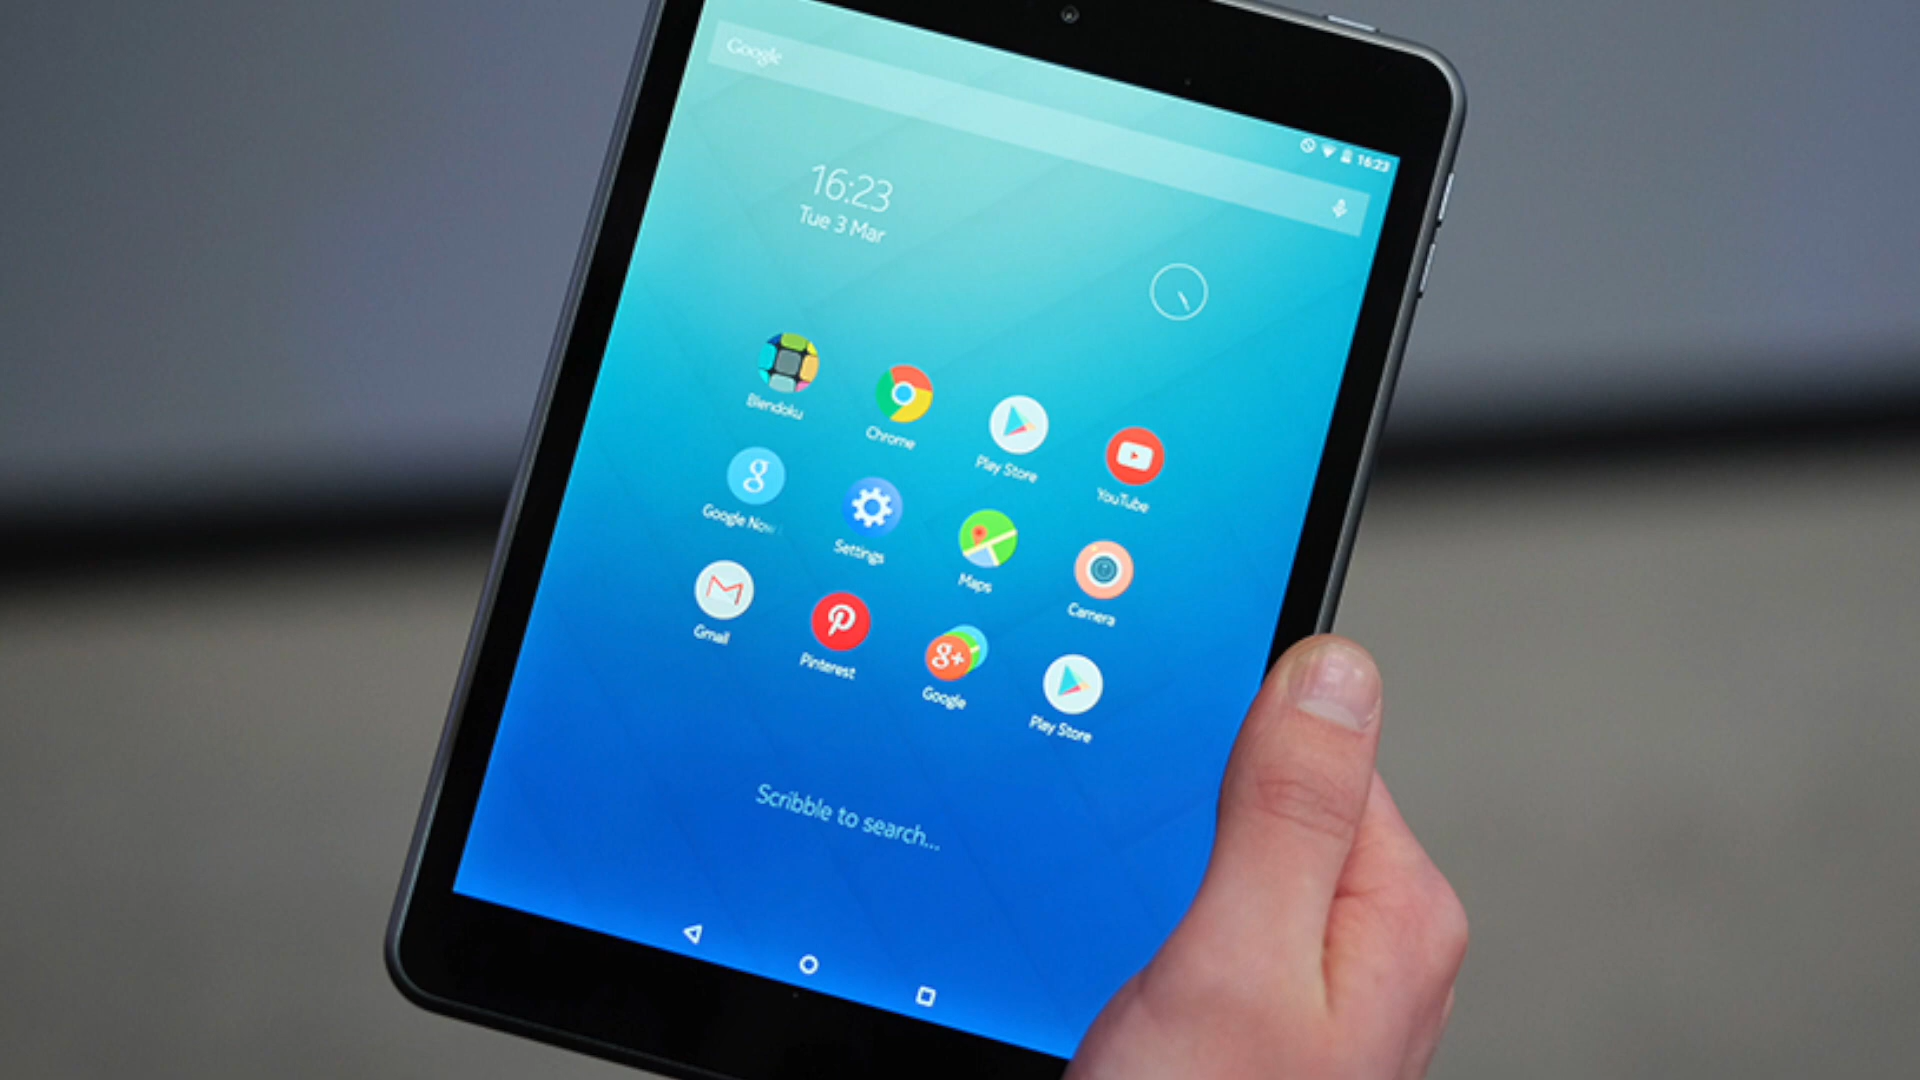 Google
16:23
16:23
Tue 3 Mar
Blendoku
Chrome
Play Store
YouTube
Google Now
Settings
Maps
Camera
Gmail
Pinterest
Google
Play Store
g
g+
Scribble to search...